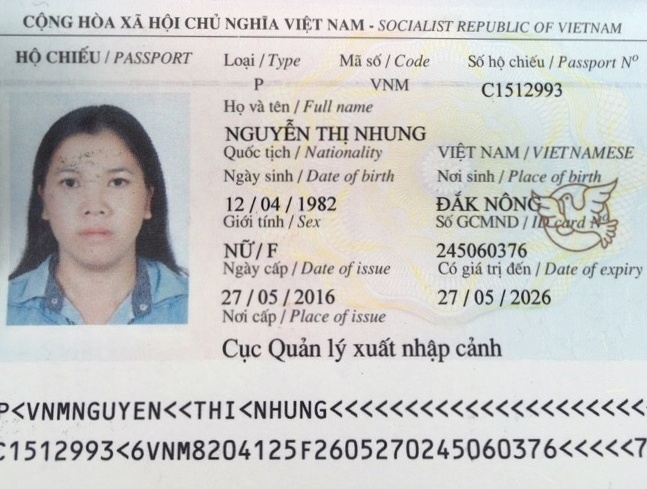 CỘNG HÒA XÃ HỘI CHỦ NGHĨA VIỆT NAM - SOCIALIST REPUBLIC OF VIETNAM
HỘ CHIẾU / PASSPORT
Loại / Type Mã số / Code Số hộ chiếu / Passport Nº
P VNM C1512993
Họ và tên / Full name
NGUYỄN THỊ NHUNG
Quốc tịch / Nationality VIỆT NAM / VIETNAMESE
Ngày sinh / Date of birth Nơi sinh / Place of birth
12 / 04 / 1982 ĐẮK NÔNG
Giới tính / Sex Số GCMND / ID card Nº
NỮ / F 245060376
Ngày cấp / Date of issue Có giá trị đến / Date of expiry
27 / 05 / 2016 27 / 05 / 2026
Nơi cấp / Place of issue
Cục Quản lý xuất nhập cảnh
P<VNMNGUYEN<<THI<NHUNG<<<<<<<<<<<<<<<<<<<<<<
C1512993<6VNM8204125F2605270245060376<<<<<7